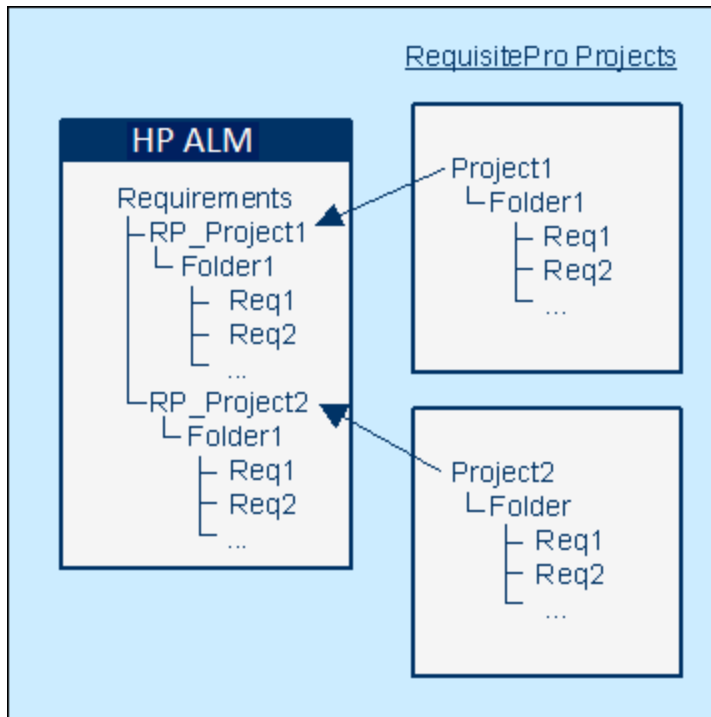 RequisitePro Projects
HP ALM
Requirements
RP_Project1
Folder1
Req1
Req2
...
RP_Project2
Folder1
Req1
Req2
...
Project1
Folder1
Req1
Req2
...
Project2
Folder
Req1
Req2
...